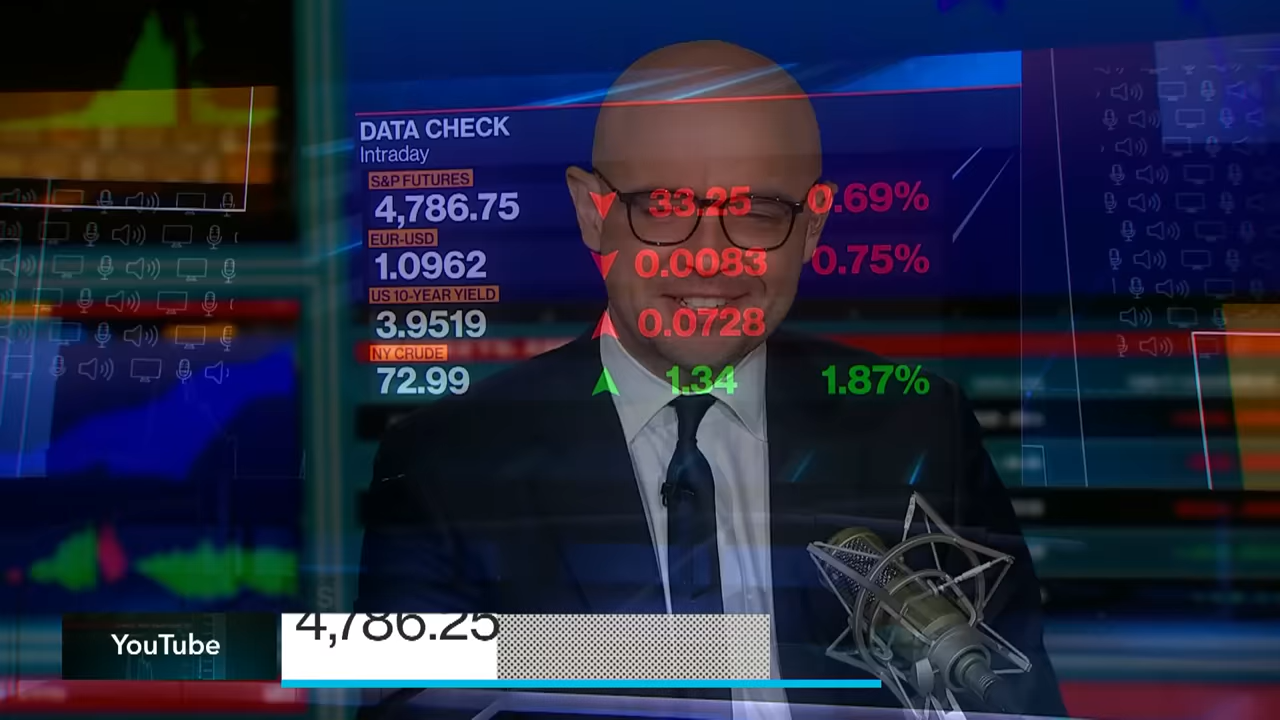 DATA CHECK
Intraday
S&P FUTURES
4,786.75 33.25 0.69%
EUR-USD
1.0962 0.0083 0.75%
US 10-YEAR YIELD
3.9519 0.0728
NY CRUDE
72.99 1.34 1.87%
YouTube
4,786.25